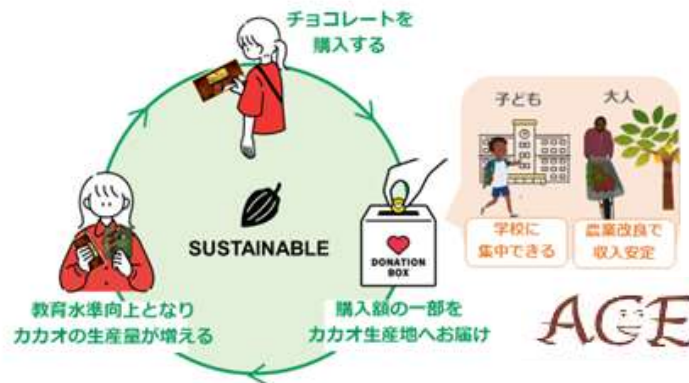 チョコレートを
購入する
子ども
大人
学校に
集中できる
農業改良で
収入安定
SUSTAINABLE
DONATION
BOX
購入額の一部を
カカオ生産地へお届け
教育水準向上となり
カカオの生産量が増える
ACE